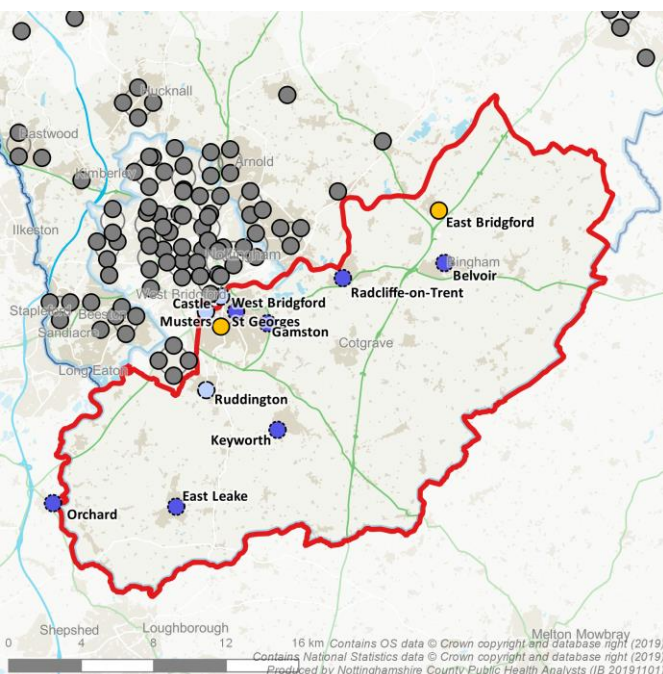 Hucknall
Eastwood
Arnold
Kimberley
East Bridgford
Ilkeston
Nottingham
Bingham
Belvoir
West Bridgford
Radcliffe-on-Trent
Castle
West Bridgford
Stapleford
Beeston
Musters
St Georges
Sandiacre
Gamston
Cotgrave
Long Eaton
Ruddington
Keyworth
East Leake
Orchard
Shepshed
Loughborough
Melton Mowbray
0 4 8 12 16 km
Contains OS data © Crown copyright and database right (2019)
Contains National Statistics data © Crown copyright and database right (2019)
Produced by Nottinghamshire County Public Health Analysts (IB 20191101)